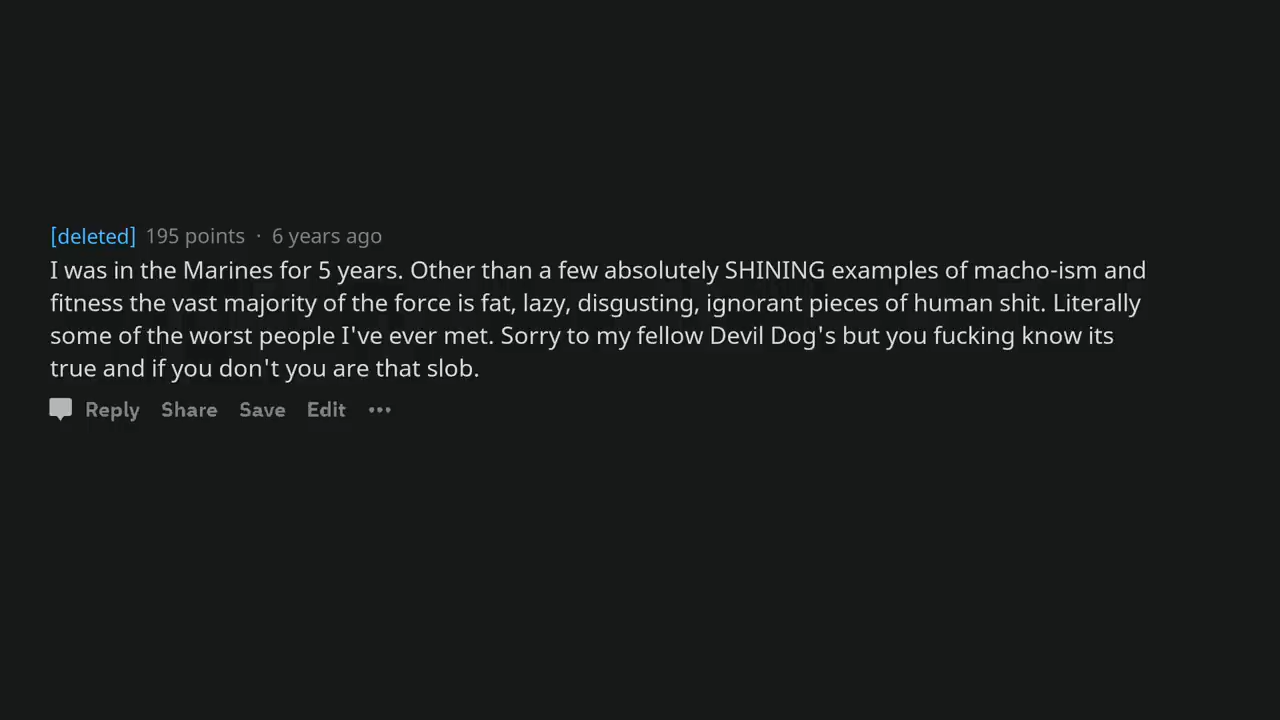 [deleted] 195 points · 6 years ago
I was in the Marines for 5 years. Other than a few absolutely SHINING examples of macho-ism and
fitness the vast majority of the force is fat, lazy, disgusting, ignorant pieces of human shit. Literally
some of the worst people I've ever met. Sorry to my fellow Devil Dog's but you fucking know its
true and if you don't you are that slob.
Reply Share Save Edit •••